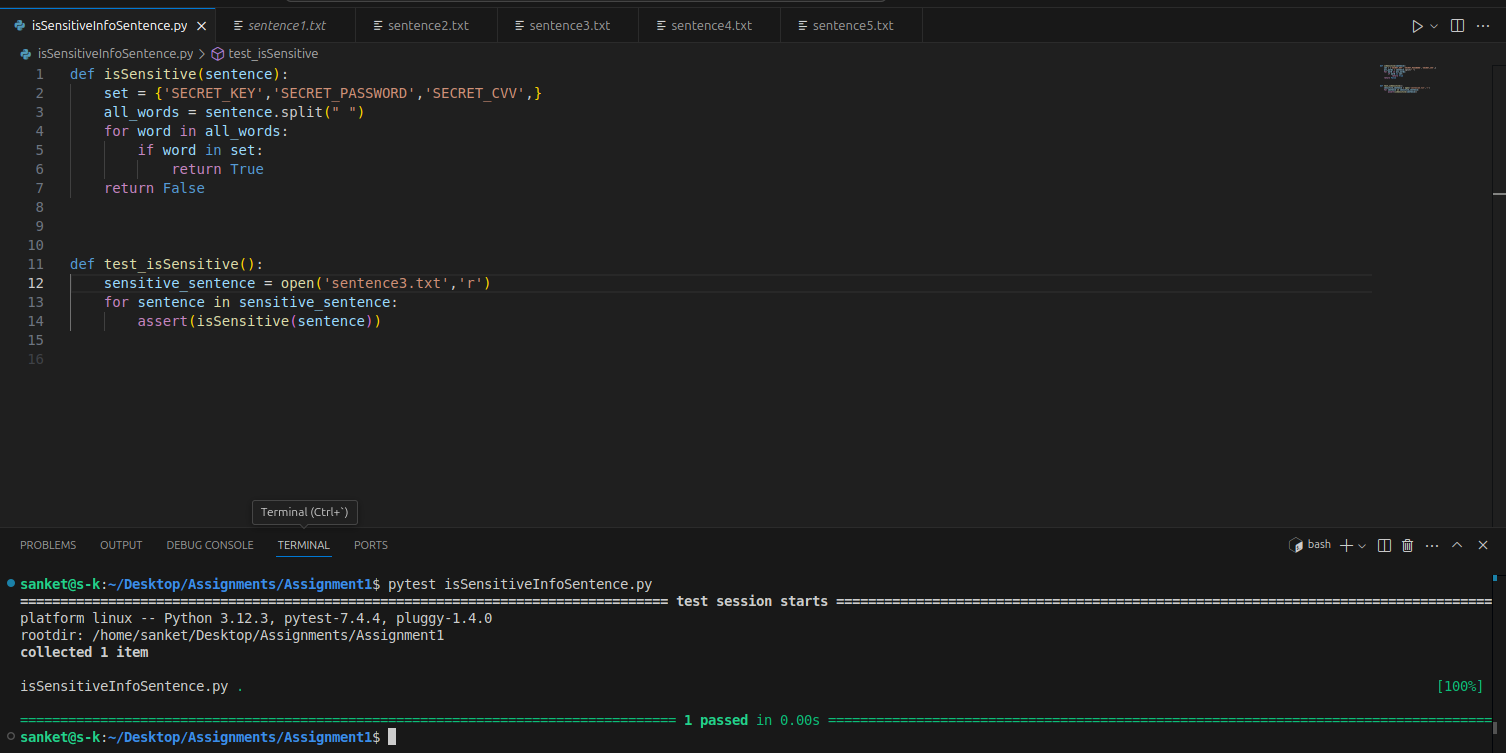 isSensitiveInfoSentence.py sentence1.txt sentence2.txt sentence3.txt sentence4.txt sentence5.txt
isSensitiveInfoSentence.py > test_isSensitive
1 def isSensitive(sentence):
2     set = {'SECRET_KEY','SECRET_PASSWORD','SECRET_CVV',}
3     all_words = sentence.split(" ")
4     for word in all_words:
5         if word in set:
6             return True
7     return False
8
9
10
11 def test_isSensitive():
12     sensitive_sentence = open('sentence3.txt','r')
13     for sentence in sensitive_sentence:
14         assert(isSensitive(sentence))
15
16
Terminal (Ctrl+`)
PROBLEMS OUTPUT DEBUG CONSOLE TERMINAL PORTS bash
sanket@s-k:~/Desktop/Assignments/Assignment1$ pytest isSensitiveInfoSentence.py
================ test session starts ================
platform linux -- Python 3.12.3, pytest-7.4.4, pluggy-1.4.0
rootdir: /home/sanket/Desktop/Assignments/Assignment1
collected 1 item
isSensitiveInfoSentence.py . [100%]
================ 1 passed in 0.00s ================
sanket@s-k:~/Desktop/Assignments/Assignment1$